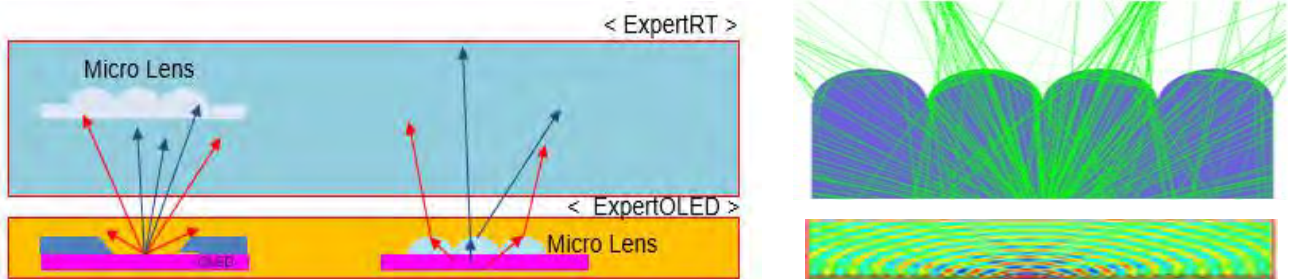 < ExpertRT >
Micro Lens
< ExpertOLED >
Micro Lens
OLED